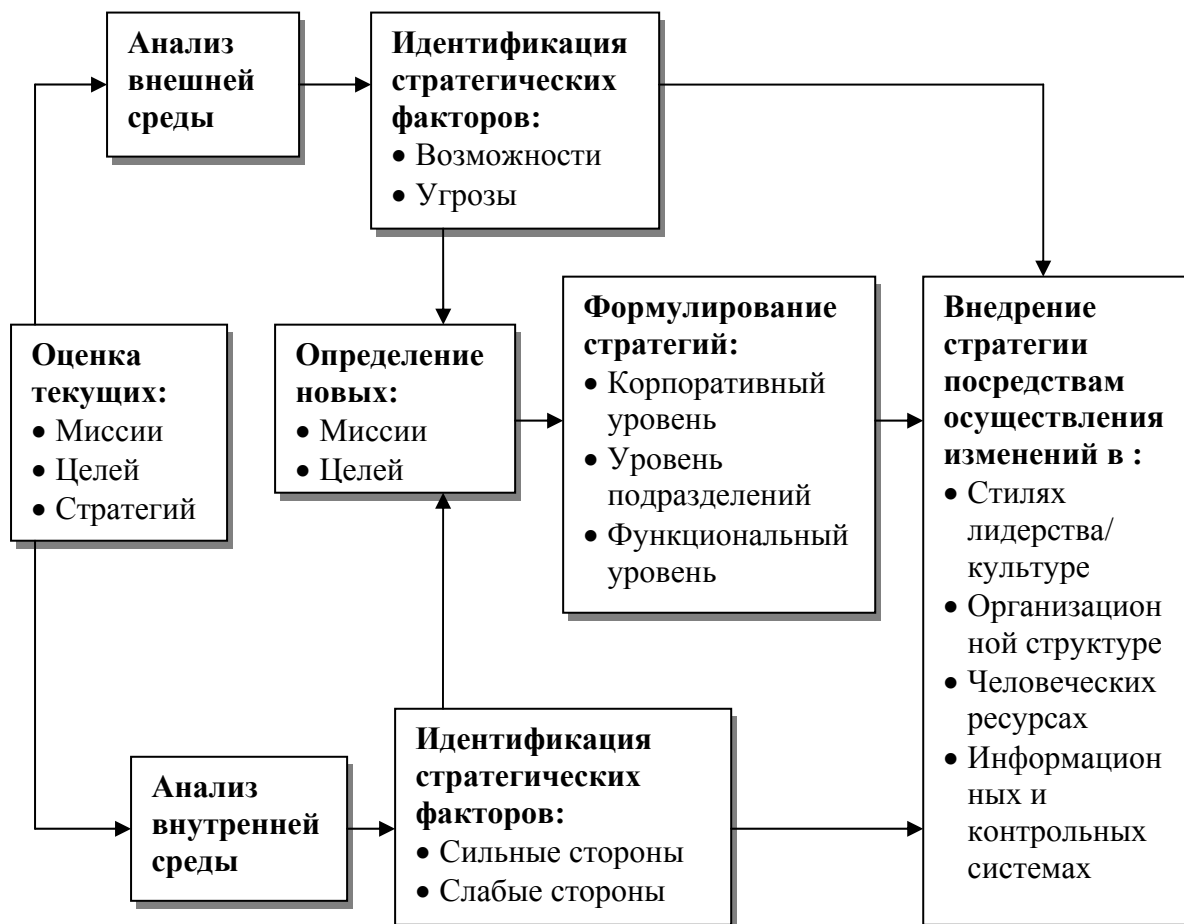 Анализ
внешней
среды
Идентификация
стратегических
факторов:
• Возможности
• Угрозы
Оценка
текущих:
• Миссии
• Целей
• Стратегий
Определение
новых:
• Миссии
• Целей
Формулирование
стратегий:
• Корпоративный
уровень
• Уровень
подразделений
• Функциональный
уровень
Внедрение
стратегии
посредствам
осуществления
изменений в :
• Стилях
лидерства/
культуре
• Организацион
ной структуре
• Человеческих
ресурсах
• Информацион
ных и
контрольных
системах
Анализ
внутренней
среды
Идентификация
стратегических
факторов:
• Сильные стороны
• Слабые стороны